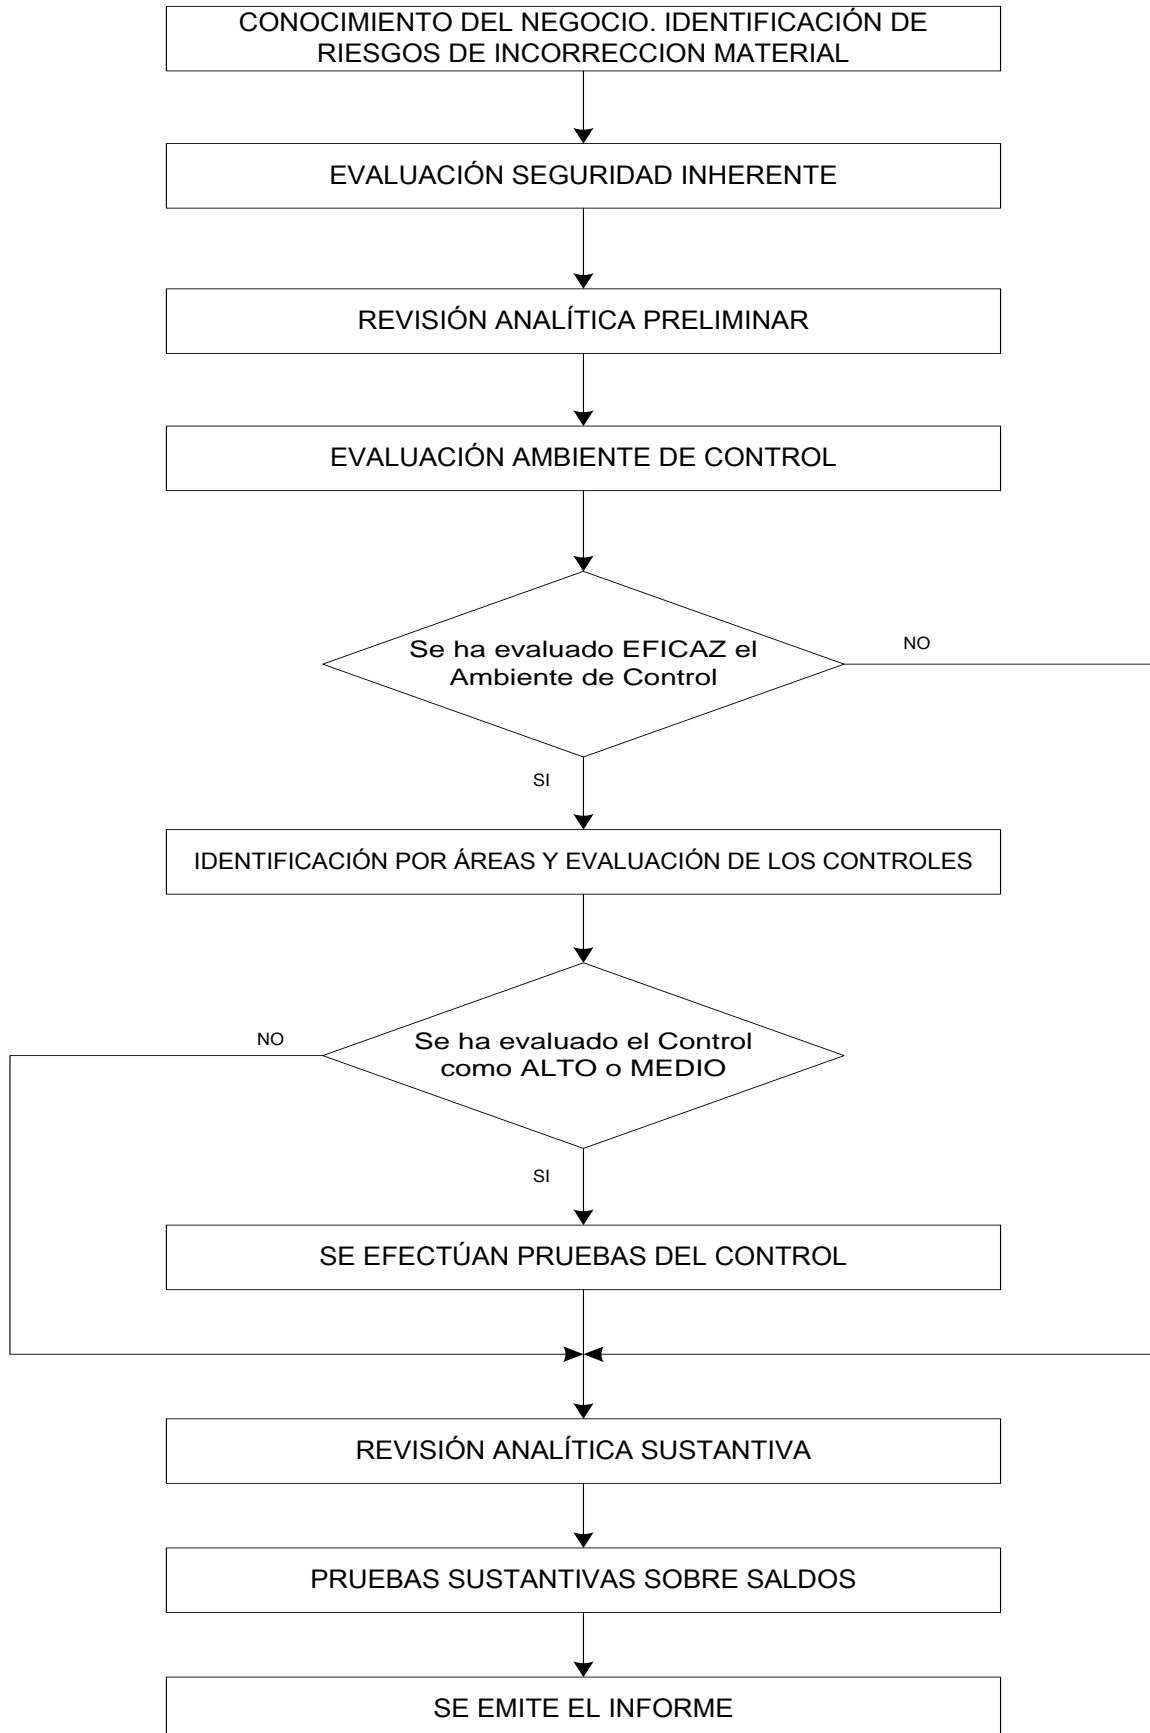 CONOCIMIENTO DEL NEGOCIO. IDENTIFICACIÓN DE
RIESGOS DE INCORRECCION MATERIAL
EVALUACIÓN SEGURIDAD INHERENTE
REVISIÓN ANALÍTICA PRELIMINAR
EVALUACIÓN AMBIENTE DE CONTROL
Se ha evaluado EFICAZ el
Ambiente de Control
NO
SI
IDENTIFICACIÓN POR ÁREAS Y EVALUACIÓN DE LOS CONTROLES
NO
Se ha evaluado el Control
como ALTO o MEDIO
SI
SE EFECTÚAN PRUEBAS DEL CONTROL
REVISIÓN ANALÍTICA SUSTANTIVA
PRUEBAS SUSTANTIVAS SOBRE SALDOS
SE EMITE EL INFORME